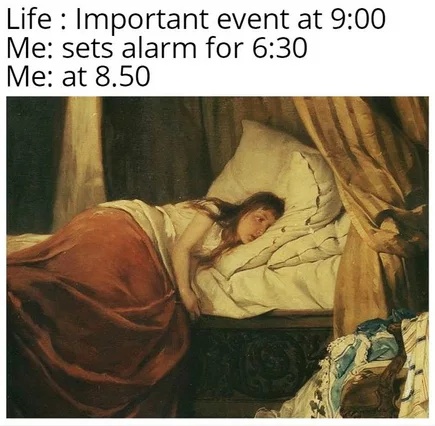 Life : Important event at 9:00
Me: sets alarm for 6:30
Me: at 8.50